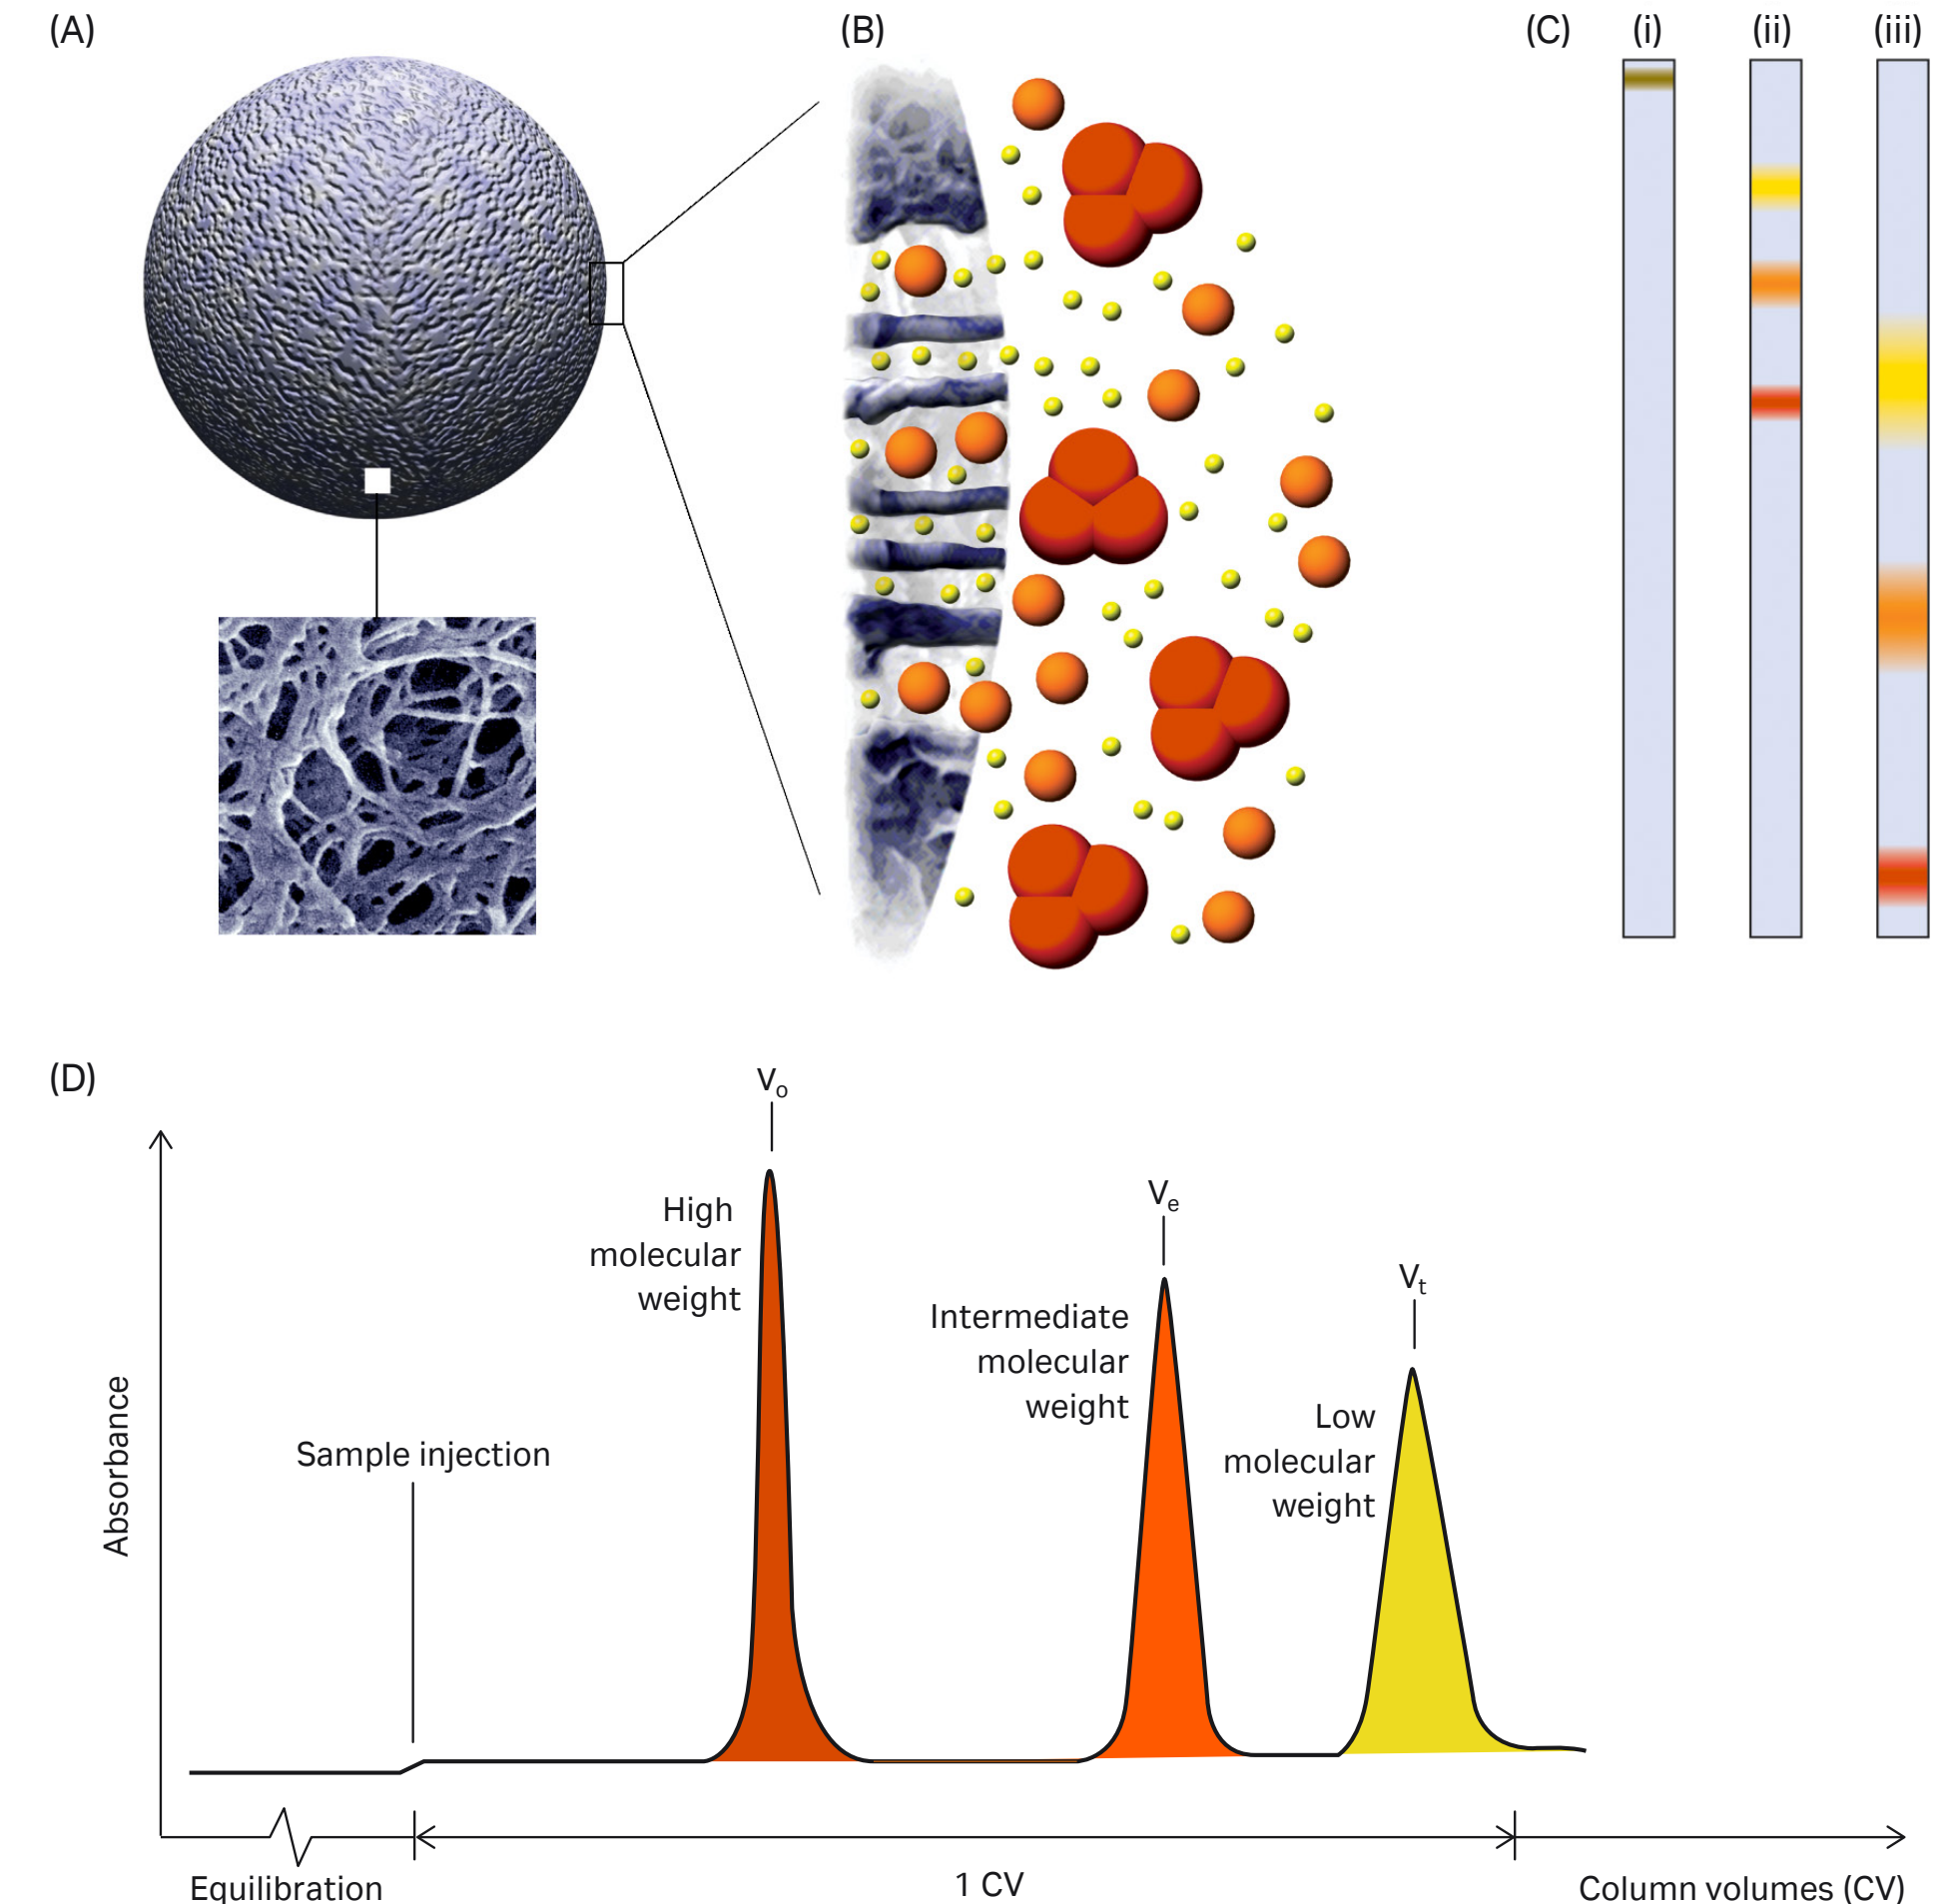 (A)
(B)
(C)
(i)
(ii)
(iii)
(D)
Absorbance
Sample injection
High
molecular
weight
Vo
Intermediate
molecular
weight
Ve
Low
molecular
weight
Vt
Equilibration
1 CV
Column volumes (CV)